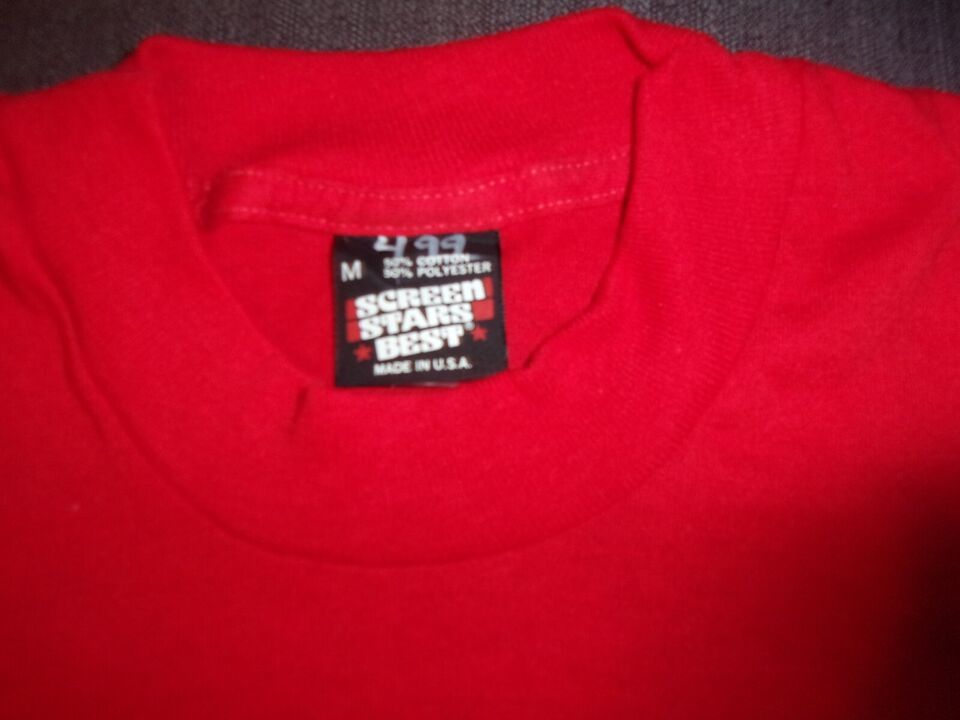 499
M 50% COTTON
50% POLYESTER
SCREEN
STARS
BEST®
MADE IN U.S.A.